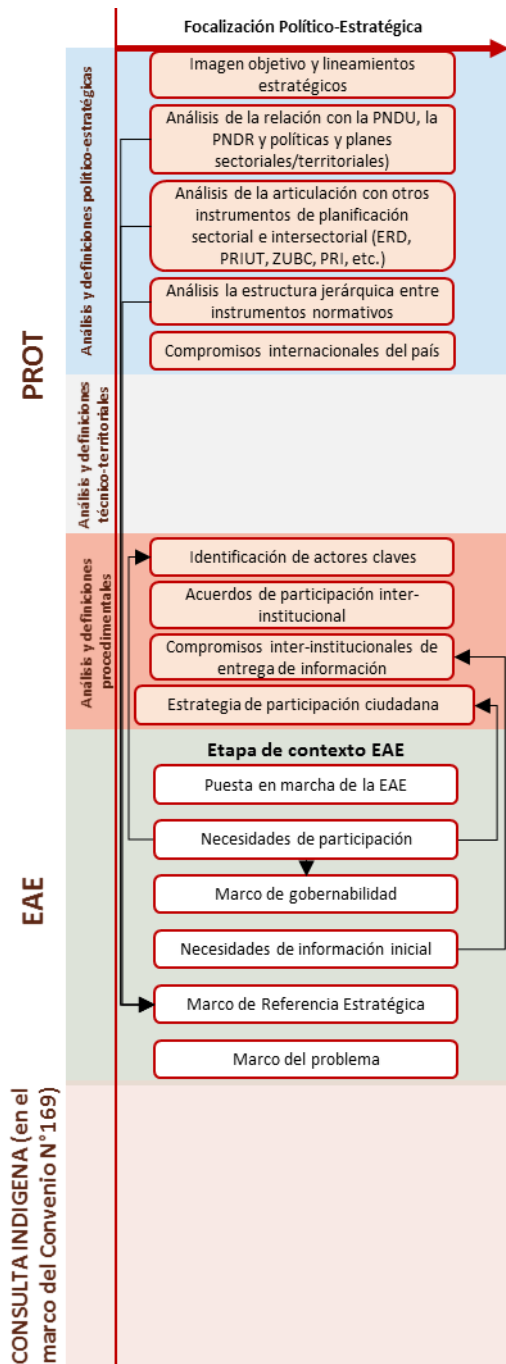 Focalización Político-Estratégica
PROT
Análisis y definiciones político-estratégicas
Imagen objetivo y lineamientos
estratégicos
Análisis de la relación con la PNDU, la
PNDR y políticas y planes
sectoriales/territoriales)
Análisis de la articulación con otros
instrumentos de planificación
sectorial e intersectorial (ERD,
PRIUT, ZUBC, PRI, etc.)
Análisis la estructura jerárquica entre
instrumentos normativos
Compromisos internacionales del país
Análisis y definiciones
técnico-territoriales
Análisis y definiciones
procedimentales
Identificación de actores claves
Acuerdos de participación inter-
institucional
Compromisos inter-institucionales de
entrega de información
Estrategia de participación ciudadana
EAE
Etapa de contexto EAE
Puesta en marcha de la EAE
Necesidades de participación
Marco de gobernabilidad
Necesidades de información inicial
Marco de Referencia Estratégica
Marco del problema
CONSULTA INDIGENA (en el
marco del Convenio N°169)